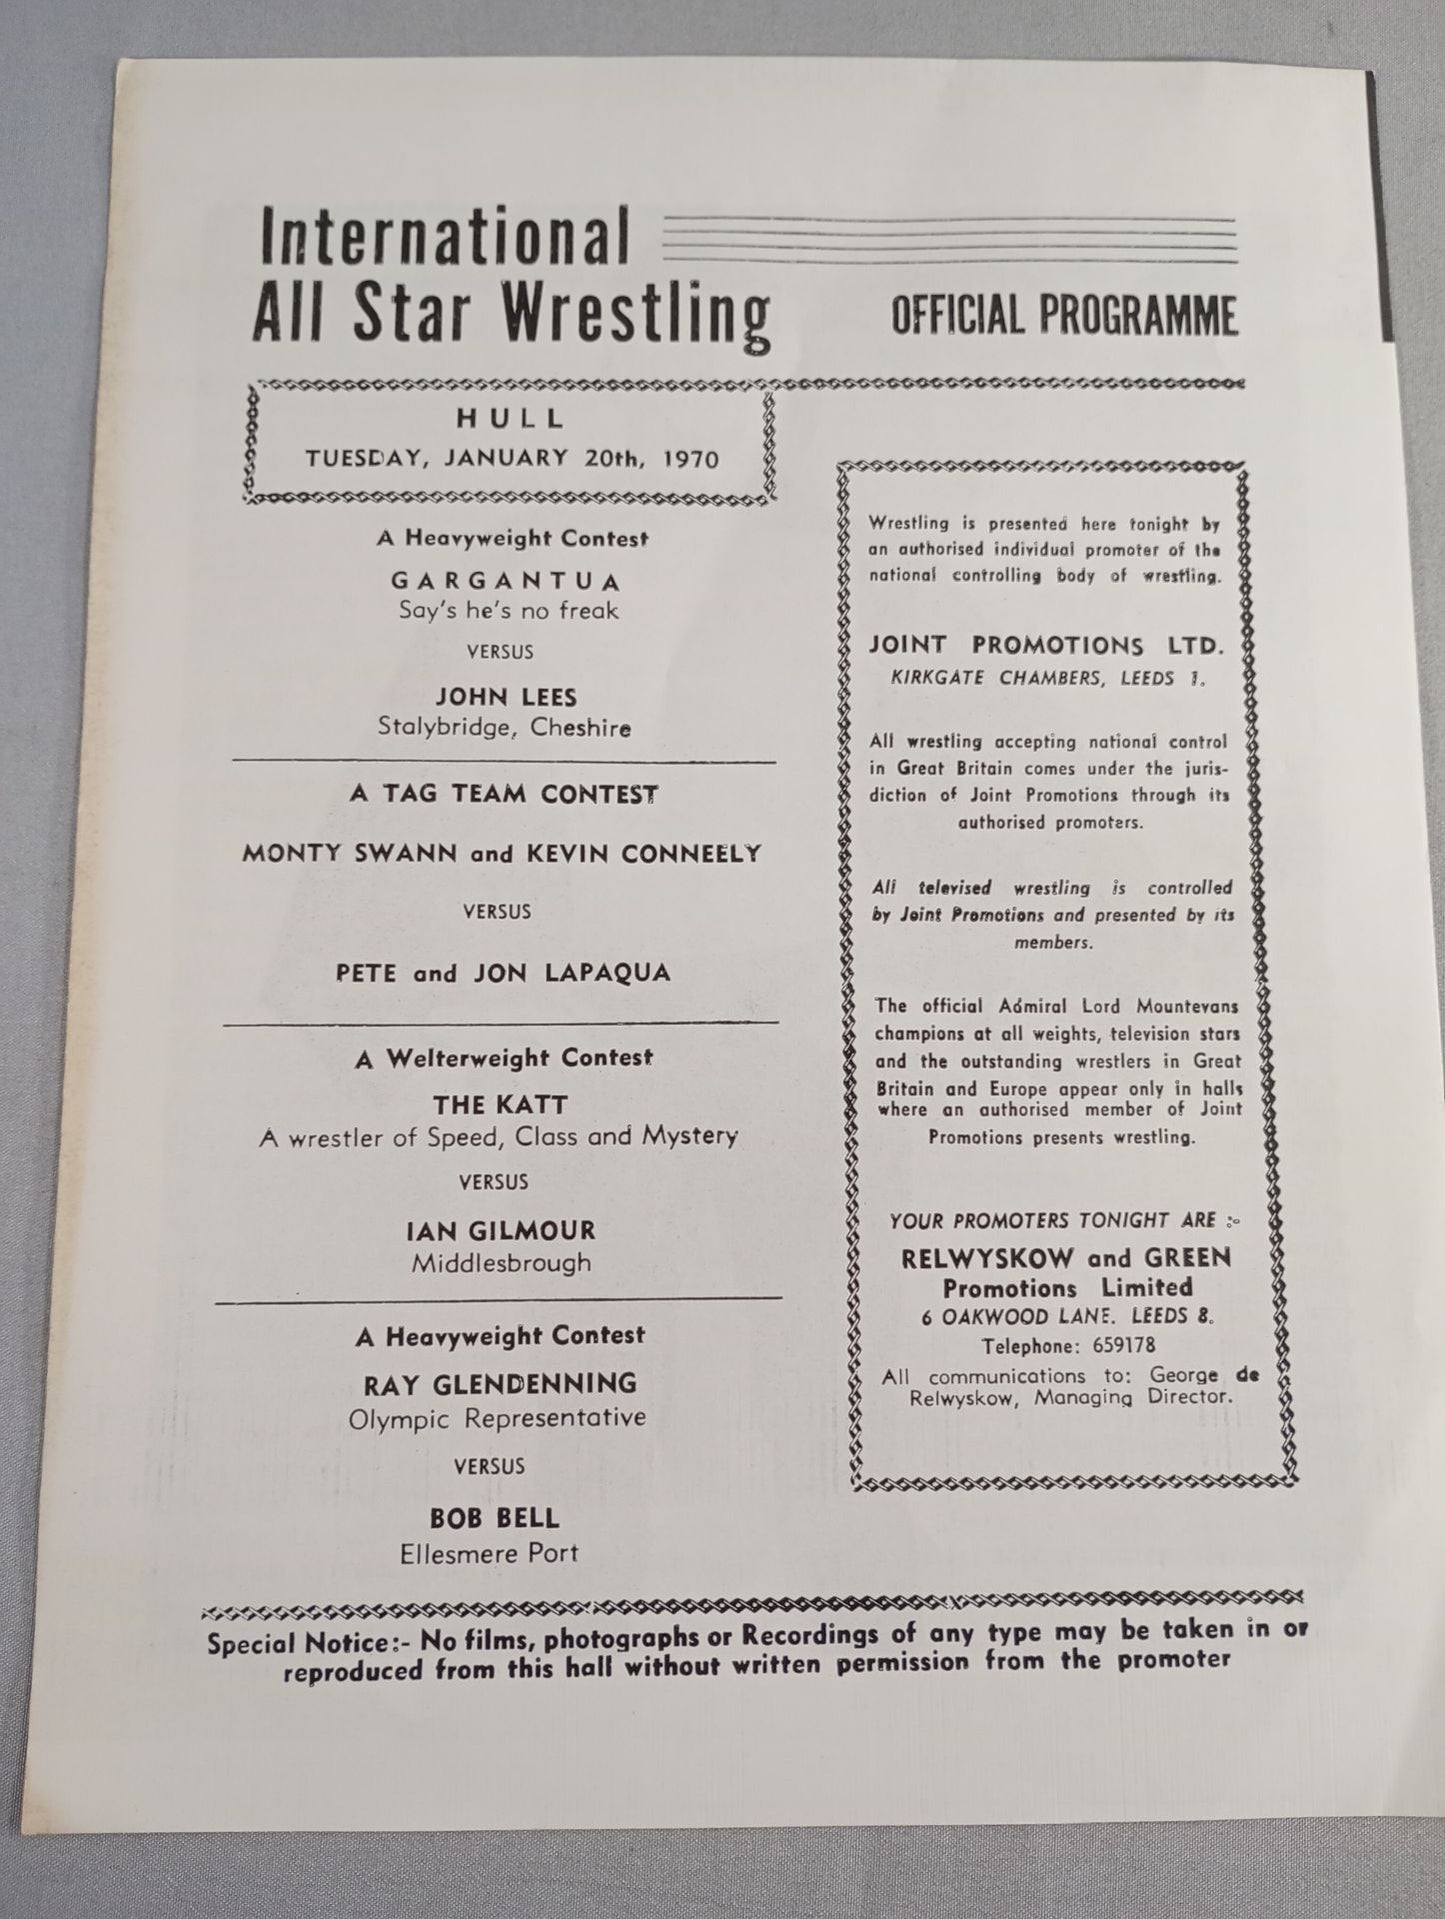 International
All Star Wrestling
OFFICIAL PROGRAMME
HULL
TUESDAY, JANUARY 20th, 1970
A Heavyweight Contest
GARGANTUA
Say's he's no freak
VERSUS
JOHN LEES
Stalybridge, Cheshire
A TAG TEAM CONTEST
MONTY SWANN and KEVIN CONNEELY
VERSUS
PETE and JON LAPAQUA
A Welterweight Contest
THE KATT
A wrestler of Speed, Class and Mystery
VERSUS
IAN GILMOUR
Middlesbrough
A Heavyweight Contest
RAY GLENDENNING
Olympic Representative
VERSUS
BOB BELL
Ellesmere Port
Wrestling is presented here tonight by
an authorised individual promoter of the
national controlling body of wrestling.
JOINT PROMOTIONS LTD.
KIRKGATE CHAMBERS, LEEDS 1.
All wrestling accepting national control
in Great Britain comes under the juris-
diction of Joint Promotions through its
authorised promoters.
All televised wrestling is controlled
by Joint Promotions and presented by its
members.
The official Admiral Lord Mountevans
champions at all weights, television stars
and the outstanding wrestlers in Great
Britain and Europe appear only in halls
where an authorised member of Joint
Promotions presents wrestling.
YOUR PROMOTERS TONIGHT ARE :-
RELWYSKOW and GREEN
Promotions Limited
6 OAKWOOD LANE. LEEDS 8.
Telephone: 659178
All communications to: George de
Relwyskow, Managing Director.
Special Notice:- No films, photographs or Recordings of any type may be taken in or
reproduced from this hall without written permission from the promoter